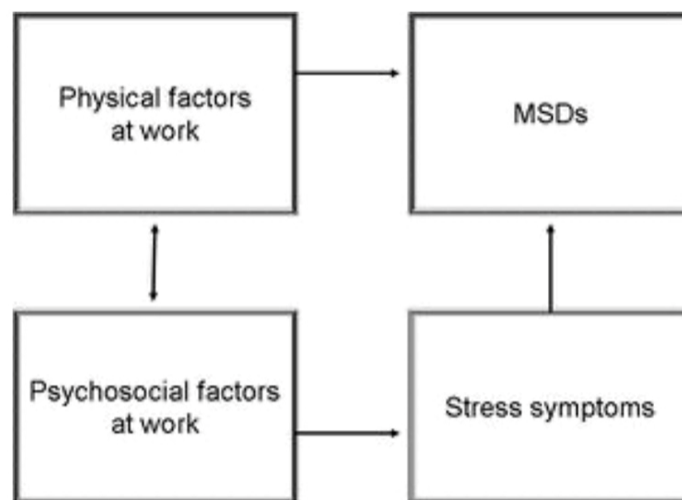 Physical factors
at work
MSDs
Psychosocial factors
at work
Stress symptoms